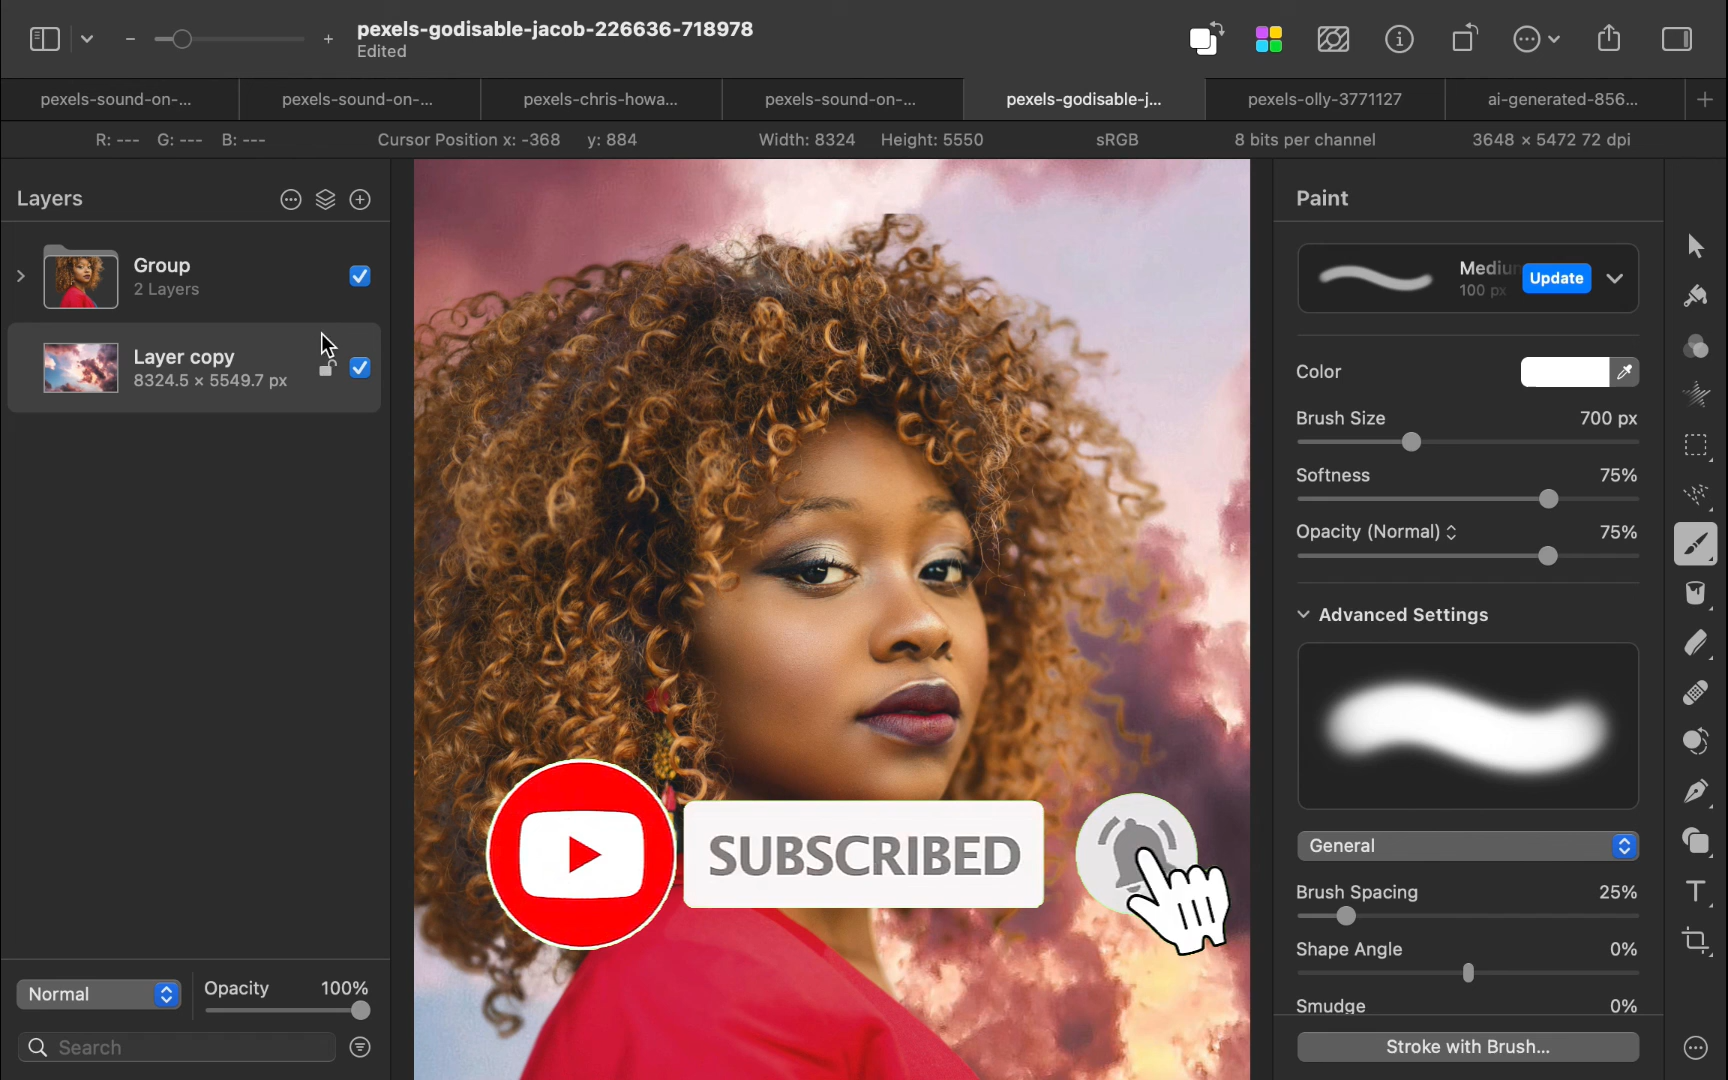 pexels-godisable-jacob-226636-718978
Edited
pexels-sound-on-...
pexels-sound-on-...
pexels-chris-howa...
pexels-sound-on-...
pexels-godisable-j...
pexels-olly-3771127
ai-generated-856...
R: --- G: --- B: ---
Cursor Position x: -368 y: 884
Width: 8324 Height: 5550
sRGB
8 bits per channel
3648 × 5472 72 dpi
Layers
Group
2 Layers
Layer copy
8324.5 × 5549.7 px
Normal
Opacity 100%
Search
SUBSCRIBED
Paint
Update
100 px
Color
Brush Size 700 px
Softness 75%
Opacity (Normal) 75%
Advanced Settings
General
Brush Spacing 25%
Shape Angle 0%
Smudge 0%
Stroke with Brush...